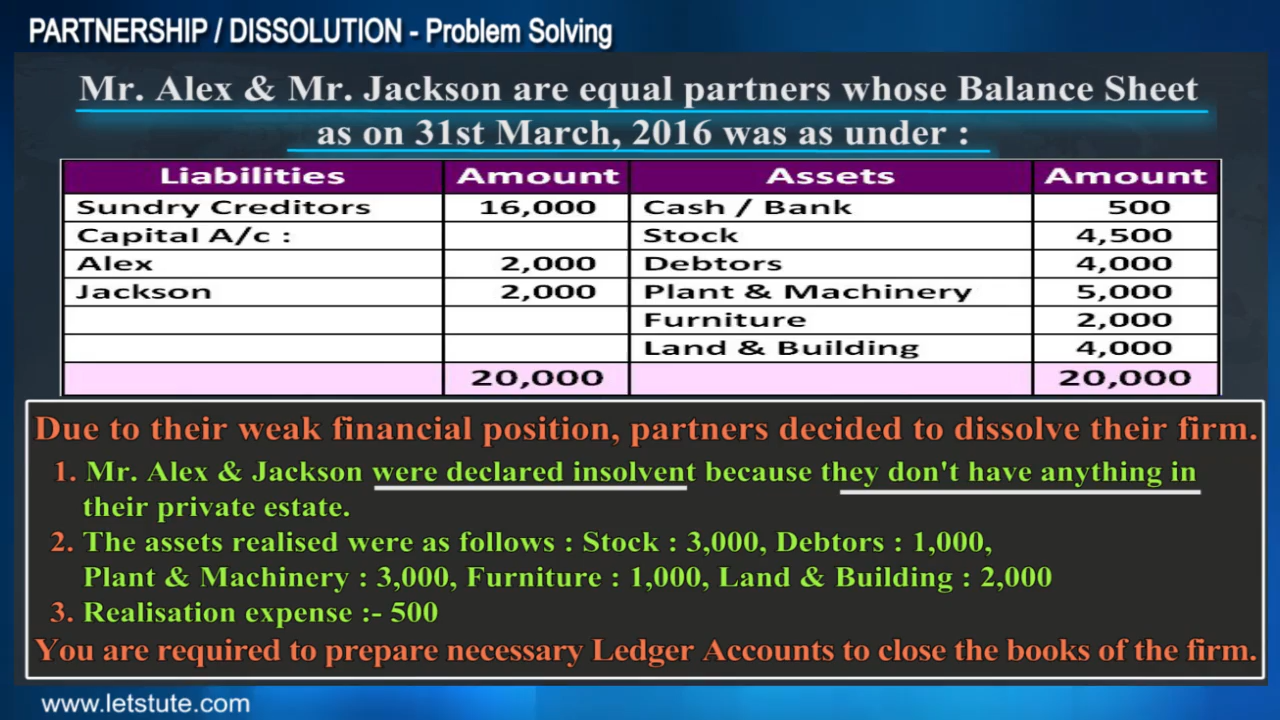 PARTNERSHIP / DISSOLUTION - Problem Solving
Mr. Alex & Mr. Jackson are equal partners whose Balance Sheet
as on 31st March, 2016 was as under :
Liabilities Amount Assets Amount
Sundry Creditors 16,000 Cash / Bank 500
Capital A/c : Stock 4,500
Alex 2,000 Debtors 4,000
Jackson 2,000 Plant & Machinery 5,000
Furniture 2,000
Land & Building 4,000
20,000 20,000
Due to their weak financial position, partners decided to dissolve their firm.
1. Mr. Alex & Jackson were declared insolvent because they don't have anything in
their private estate.
2. The assets realised were as follows : Stock : 3,000, Debtors : 1,000,
Plant & Machinery : 3,000, Furniture : 1,000, Land & Building : 2,000
3. Realisation expense :- 500
You are required to prepare necessary Ledger Accounts to close the books of the firm.
www.letstute.com